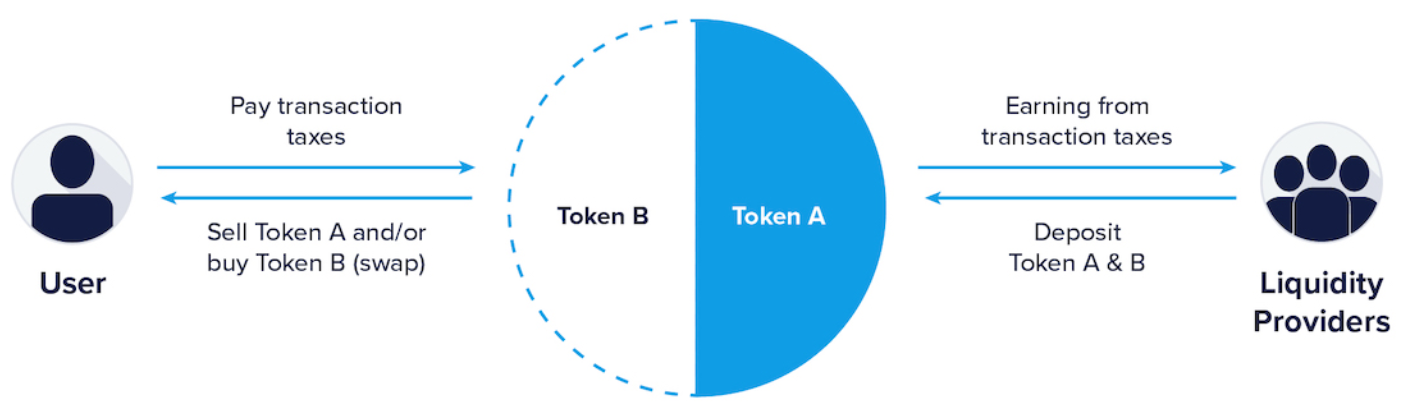 Pay transaction
taxes
Sell Token A and/or
buy Token B (swap)
User
Token B
Token A
Earning from
transaction taxes
Deposit
Token A & B
Liquidity
Providers